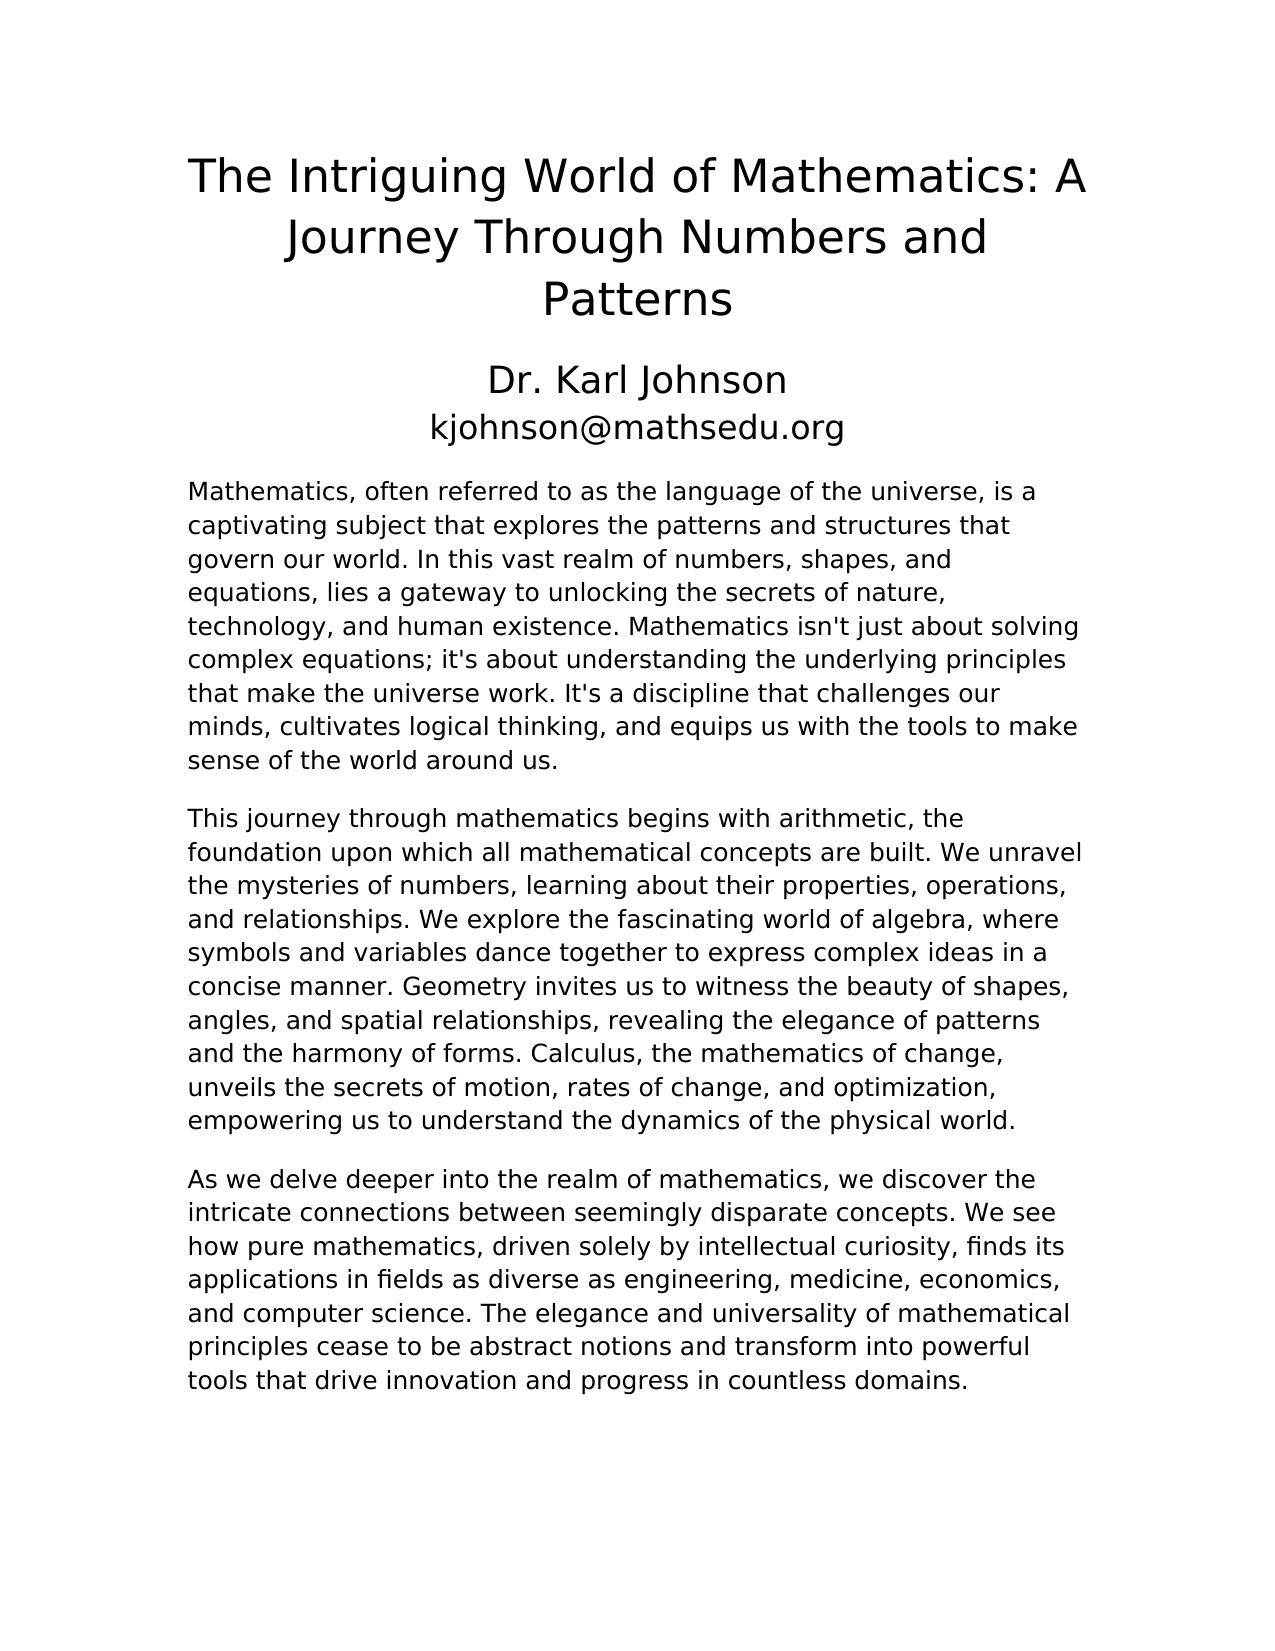 The Intriguing World of Mathematics: A
Journey Through Numbers and
Patterns
Dr. Karl Johnson
kjohnson@mathsedu.org
Mathematics, often referred to as the language of the universe, is a
captivating subject that explores the patterns and structures that
govern our world. In this vast realm of numbers, shapes, and
equations, lies a gateway to unlocking the secrets of nature,
technology, and human existence. Mathematics isn't just about solving
complex equations; it's about understanding the underlying principles
that make the universe work. It's a discipline that challenges our
minds, cultivates logical thinking, and equips us with the tools to make
sense of the world around us.
This journey through mathematics begins with arithmetic, the
foundation upon which all mathematical concepts are built. We unravel
the mysteries of numbers, learning about their properties, operations,
and relationships. We explore the fascinating world of algebra, where
symbols and variables dance together to express complex ideas in a
concise manner. Geometry invites us to witness the beauty of shapes,
angles, and spatial relationships, revealing the elegance of patterns
and the harmony of forms. Calculus, the mathematics of change,
unveils the secrets of motion, rates of change, and optimization,
empowering us to understand the dynamics of the physical world.
As we delve deeper into the realm of mathematics, we discover the
intricate connections between seemingly disparate concepts. We see
how pure mathematics, driven solely by intellectual curiosity, finds its
applications in fields as diverse as engineering, medicine, economics,
and computer science. The elegance and universality of mathematical
principles cease to be abstract notions and transform into powerful
tools that drive innovation and progress in countless domains.